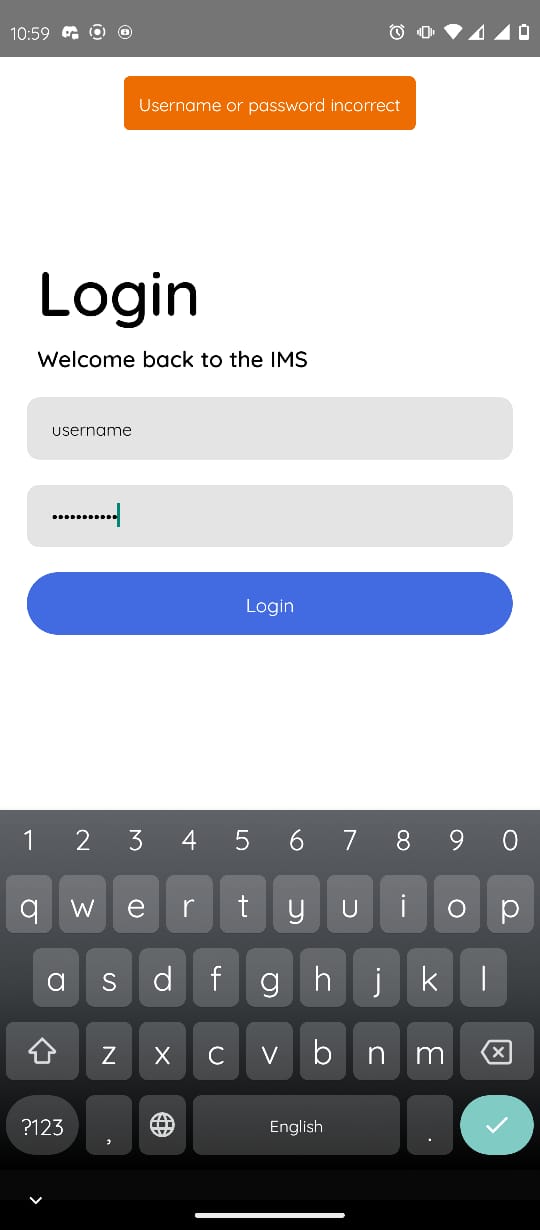 10:59
Username or password incorrect
Login
Welcome back to the IMS
username
•••••••••••
Login
1 2 3 4 5 6 7 8 9 0
q w e r t y u i o p
a s d f g h j k l
z x c v b n m
?123 , English .